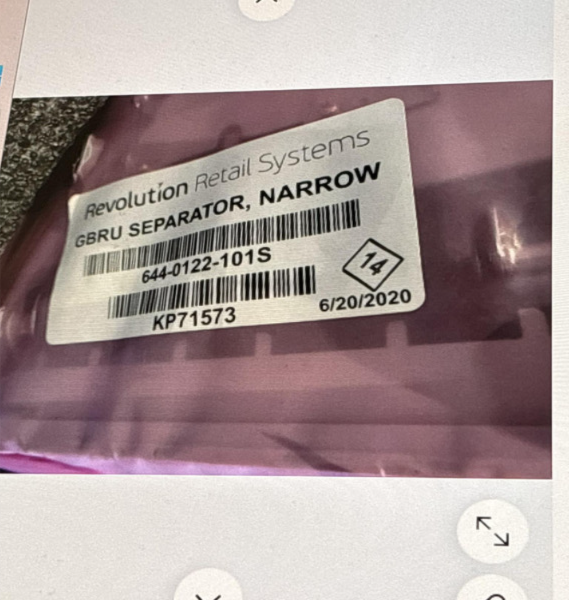 Revolution Retail Systems
GBRU SEPARATOR, NARROW
644-0122-101S
14
KP71573
6/20/2020